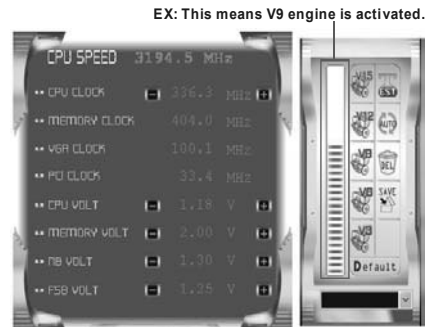 EX: This means V9 engine is activated.
CPU SPEED 3194.5 MHz
CPU CLOCK 336.3 MHz
MEMORY CLOCK 404.0 MHz
VGA CLOCK 100.1 MHz
PCI CLOCK 33.4 MHz
CPU VOLT 1.18 V
MEMORY VOLT 2.00 V
NB VOLT 1.30 V
FSB VOLT 1.25 V
V15 TEST
V12 AUTO
V9 DEL
SAVE
Default